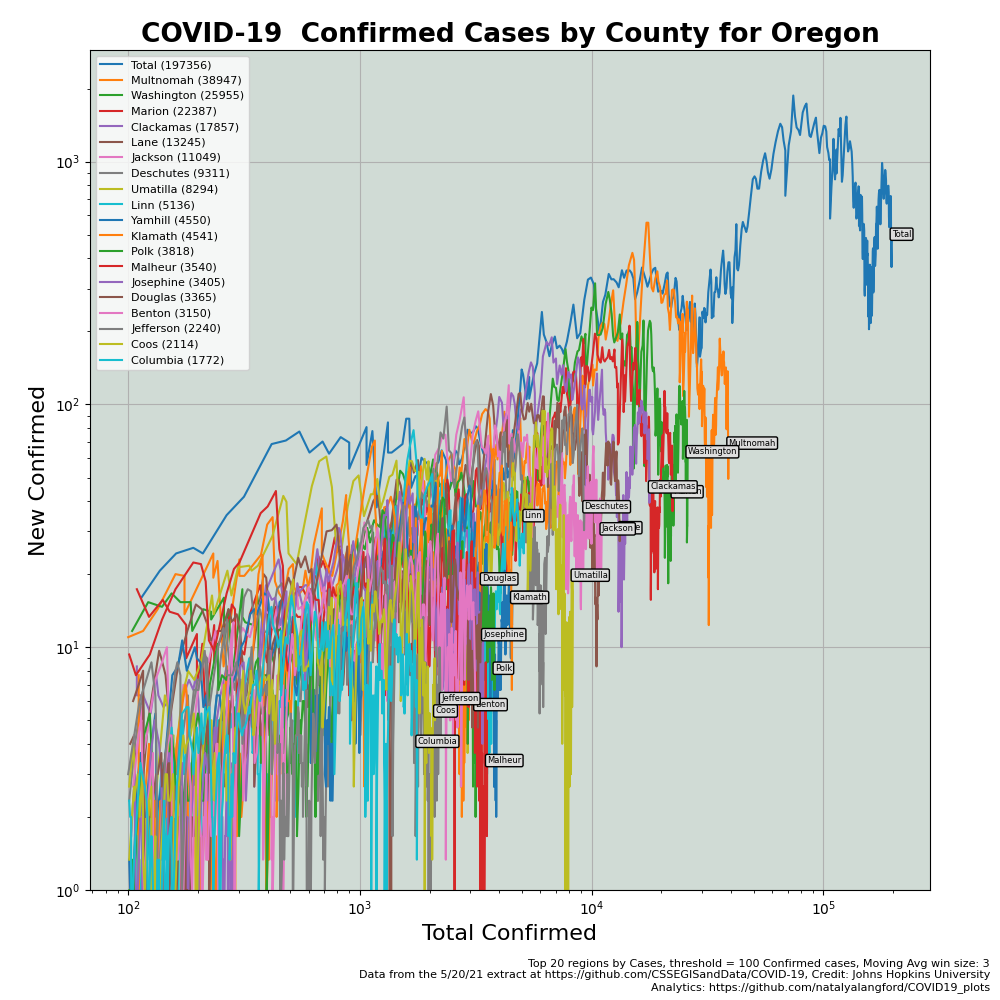 COVID-19  Confirmed Cases by County for Oregon
Total (197356)
Multnomah (38947)
Washington (25955)
Marion (22387)
Clackamas (17857)
Lane (13245)
Jackson (11049)
Deschutes (9311)
Umatilla (8294)
Linn (5136)
Yamhill (4550)
Klamath (4541)
Polk (3818)
Malheur (3540)
Josephine (3405)
Douglas (3365)
Benton (3150)
Jefferson (2240)
Coos (2114)
Columbia (1772)
New Confirmed
10³
10²
10¹
10⁰
Total
Multnomah
Washington
Clackamas
Deschutes
Linn
Jackson
Umatilla
Douglas
Klamath
Josephine
Polk
Jefferson
Coos
Columbia
Malheur
10²
10³
10⁴
10⁵
Total Confirmed
Top 20 regions by Cases, threshold = 100 Confirmed cases, Moving Avg win size: 3
Data from the 5/20/21 extract at https://github.com/CSSEGISandData/COVID-19, Credit: Johns Hopkins University
Analytics: https://github.com/natalyalangford/COVID19_plots